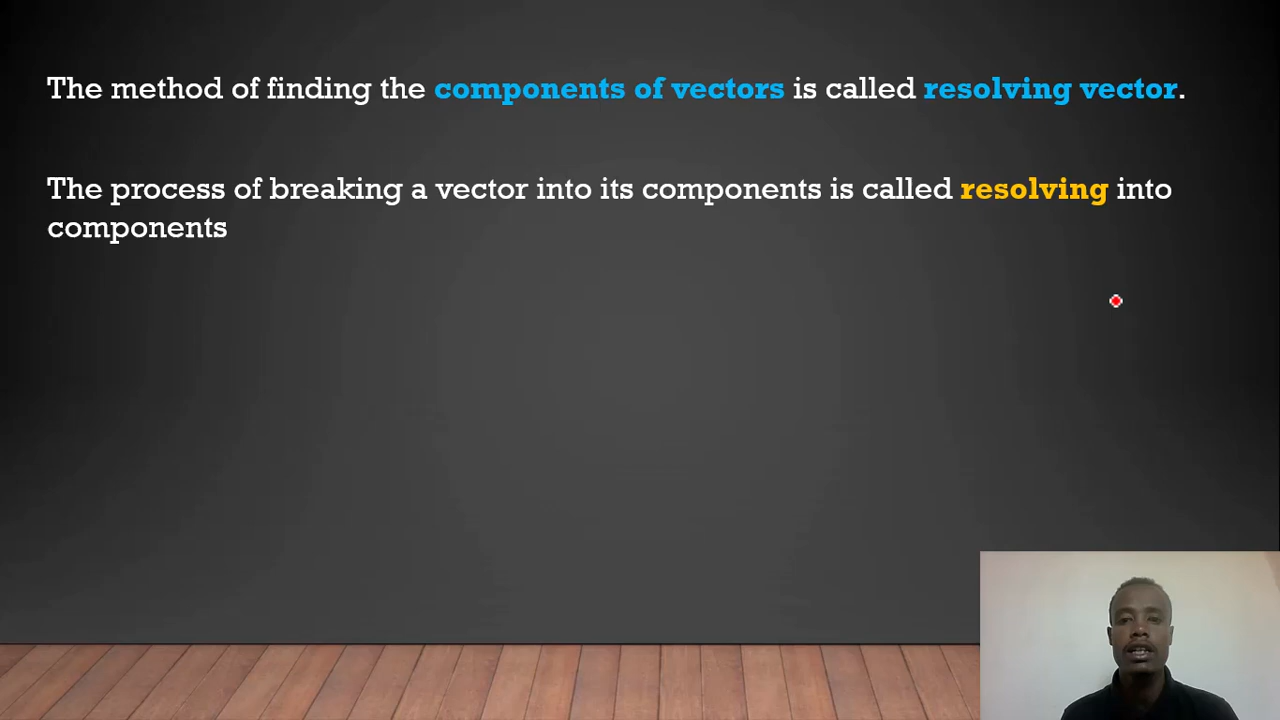 The method of finding the components of vectors is called resolving vector.
The process of breaking a vector into its components is called resolving into
components